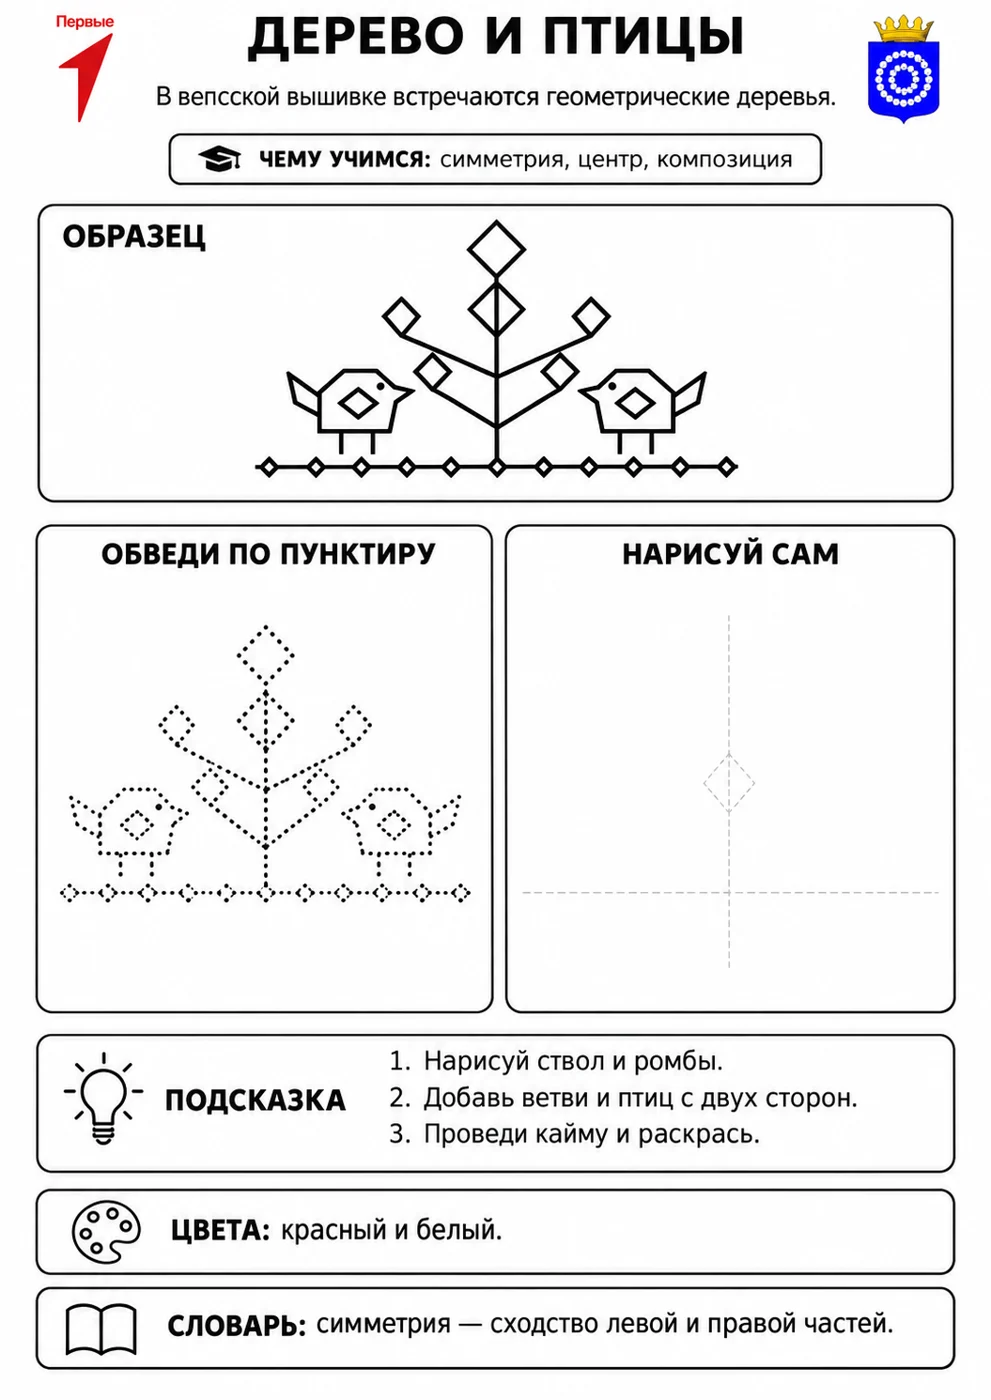 Первые
ДЕРЕВО И ПТИЦЫ
В вепсской вышивке встречаются геометрические деревья.
ЧЕМУ УЧИМСЯ: симметрия, центр, композиция
ОБРАЗЕЦ
ОБВЕДИ ПО ПУНКТИРУ
НАРИСУЙ САМ
ПОДСКАЗКА
1. Нарисуй ствол и ромбы.
2. Добавь ветви и птиц с двух сторон.
3. Проведи кайму и раскрась.
ЦВЕТА: красный и белый.
СЛОВАРЬ: симметрия — сходство левой и правой частей.